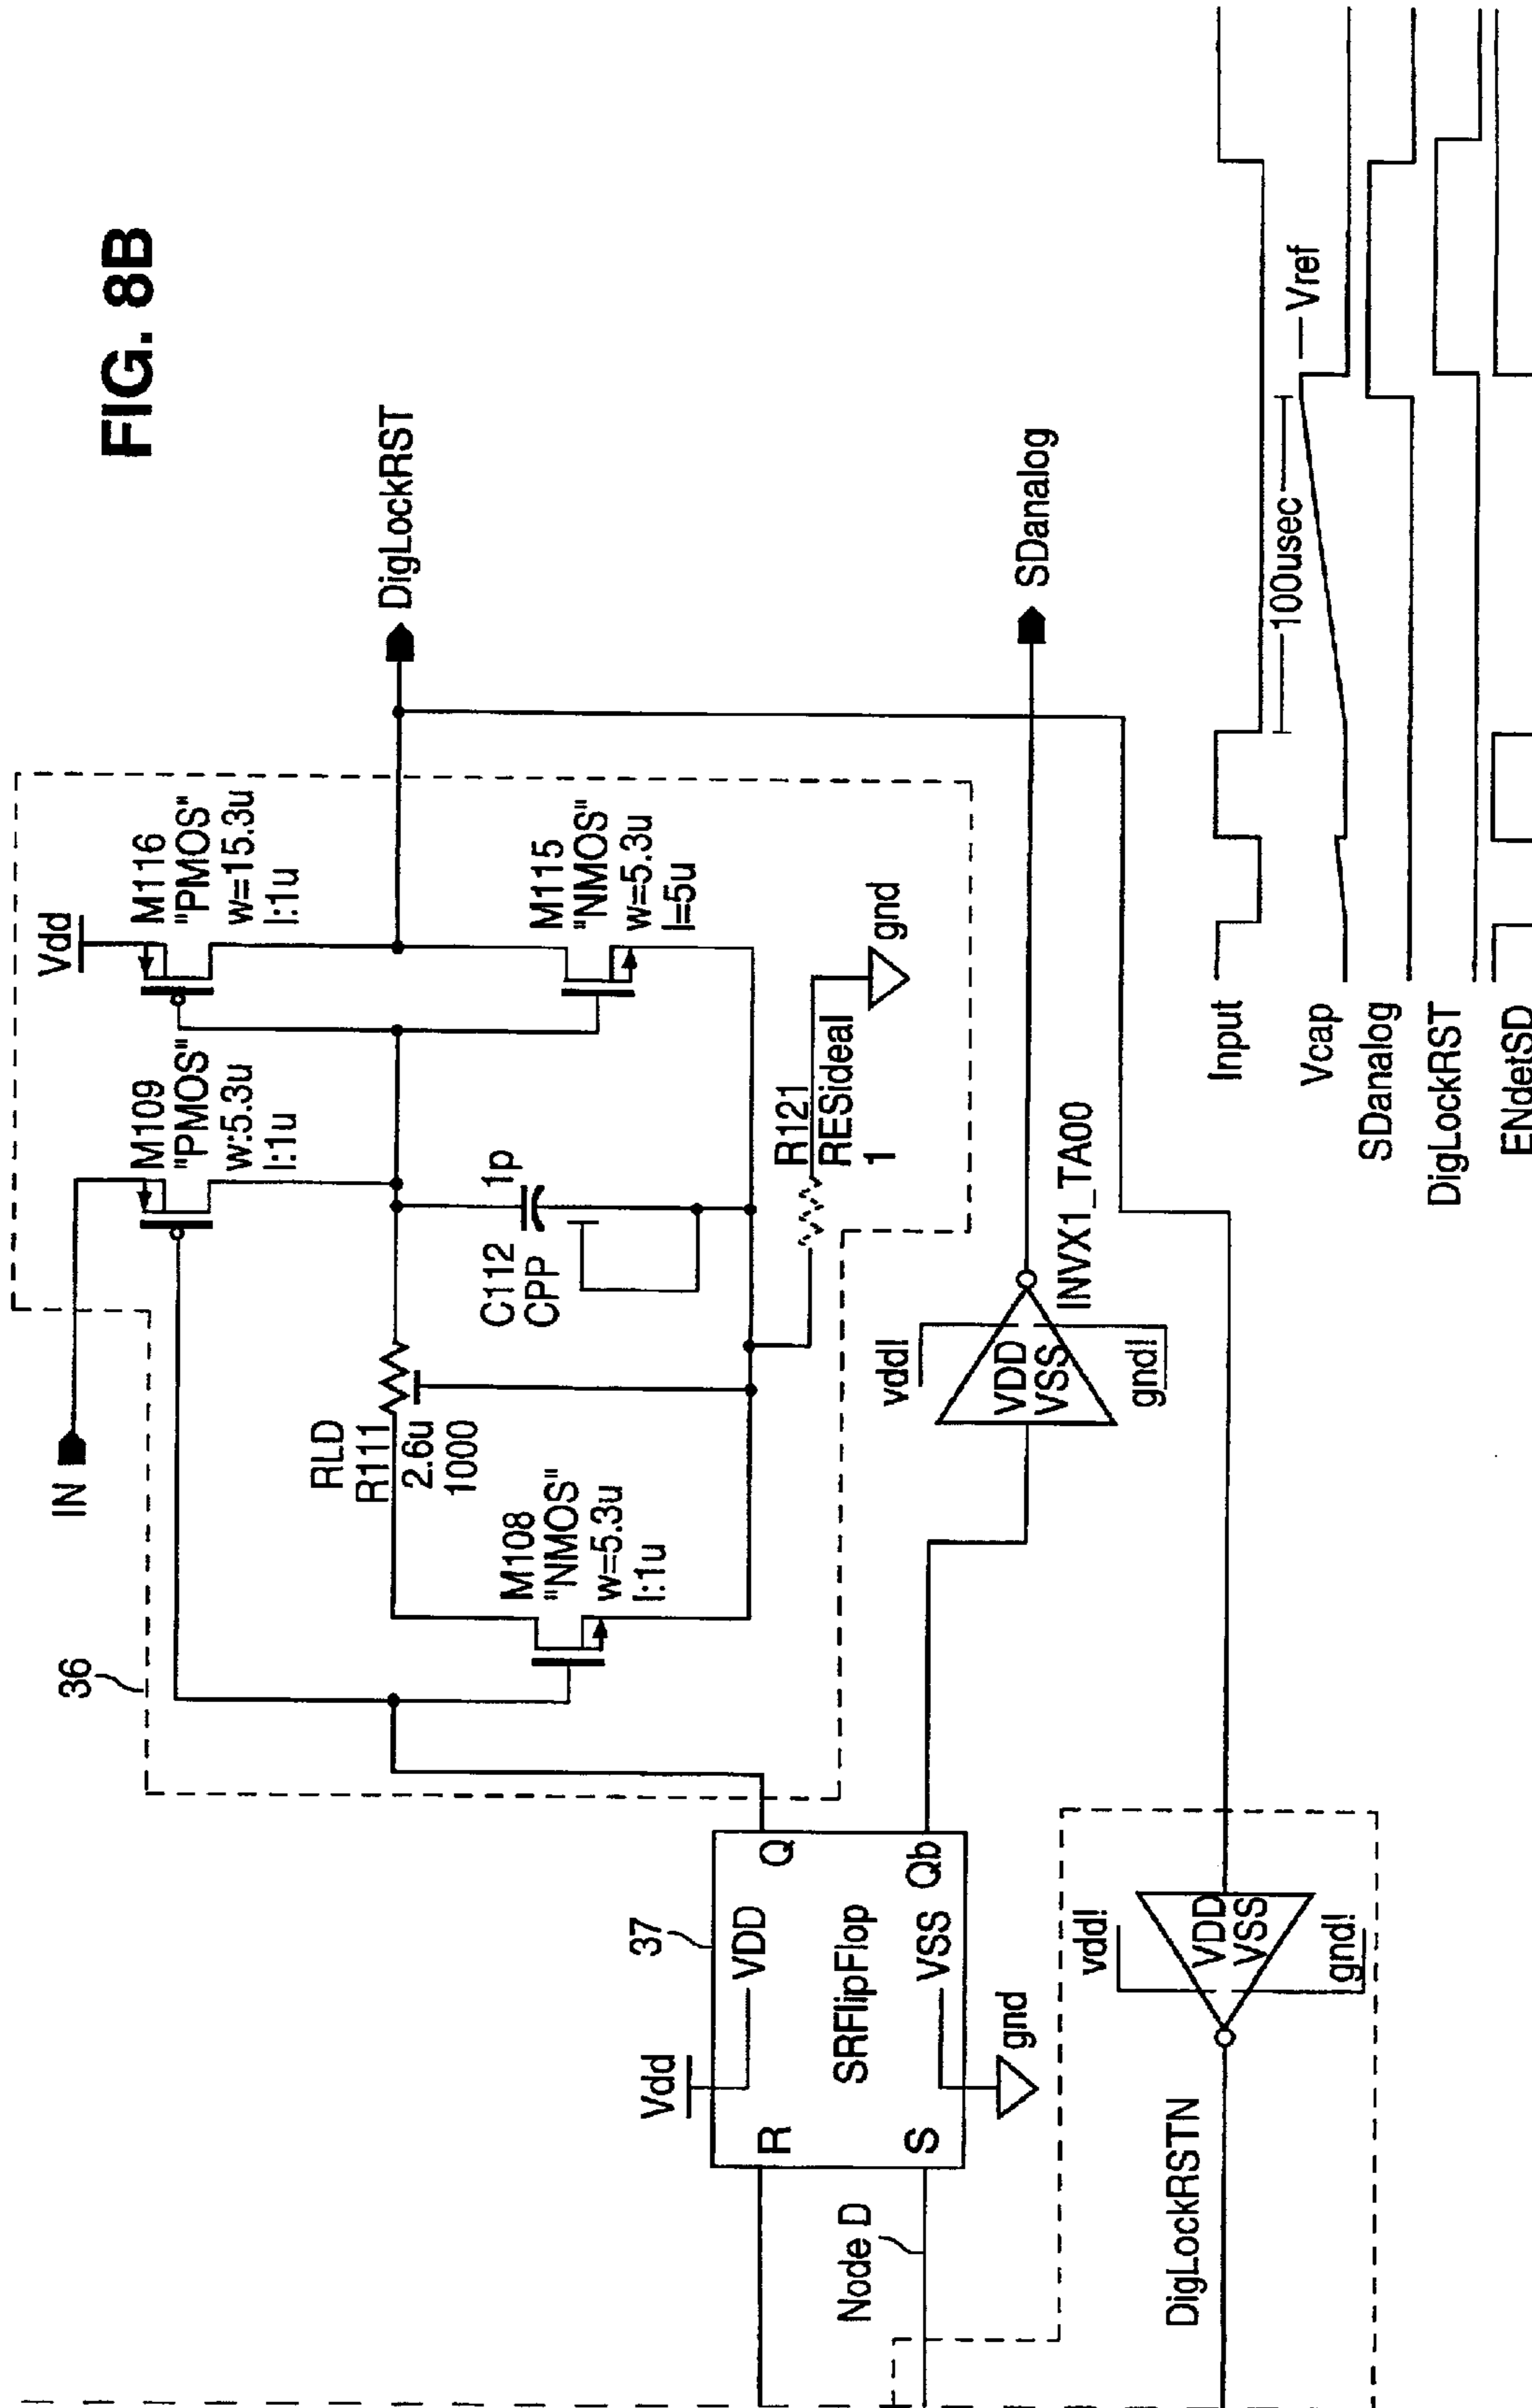 FIG. 8B
36
IN
Vdd
M109
"PMOS"
w:5.3u
l:1u
M116
"PMOS"
w=15.3u
l:1u
RLD
R111
2.6u
1000
C112
CPP
1p
M108
"NMOS"
w=5.3u
l:1u
M115
"NMOS"
w=5.3u
l=5u
R121
RESideal
1
gnd
DigLockRST
37
Vdd
VDD
R
Q
SRFlipFlop
S
Qb
VSS
gnd
Node D
vdd!
VDD
VSS
gnd!
INVX1_TA00
SDanalog
vdd!
VDD
VSS
gnd!
DigLockRSTN
Input
100usec
Vref
Vcap
SDanalog
DigLockRST
ENdetSD